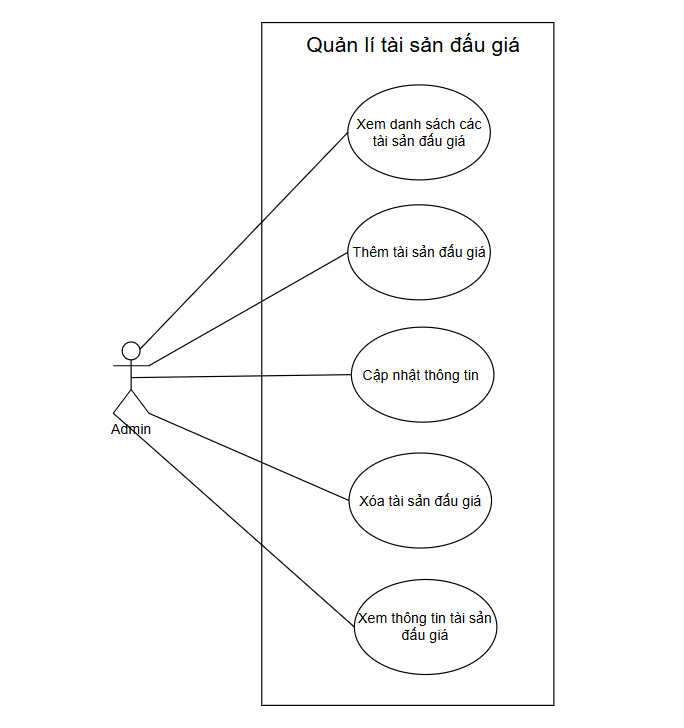 Quản lí tài sản đấu giá
Xem danh sách các
tài sản đấu giá
Thêm tài sản đấu giá
Cập nhật thông tin
Admin
Xóa tài sản đấu giá
Xem thông tin tài sản
đấu giá